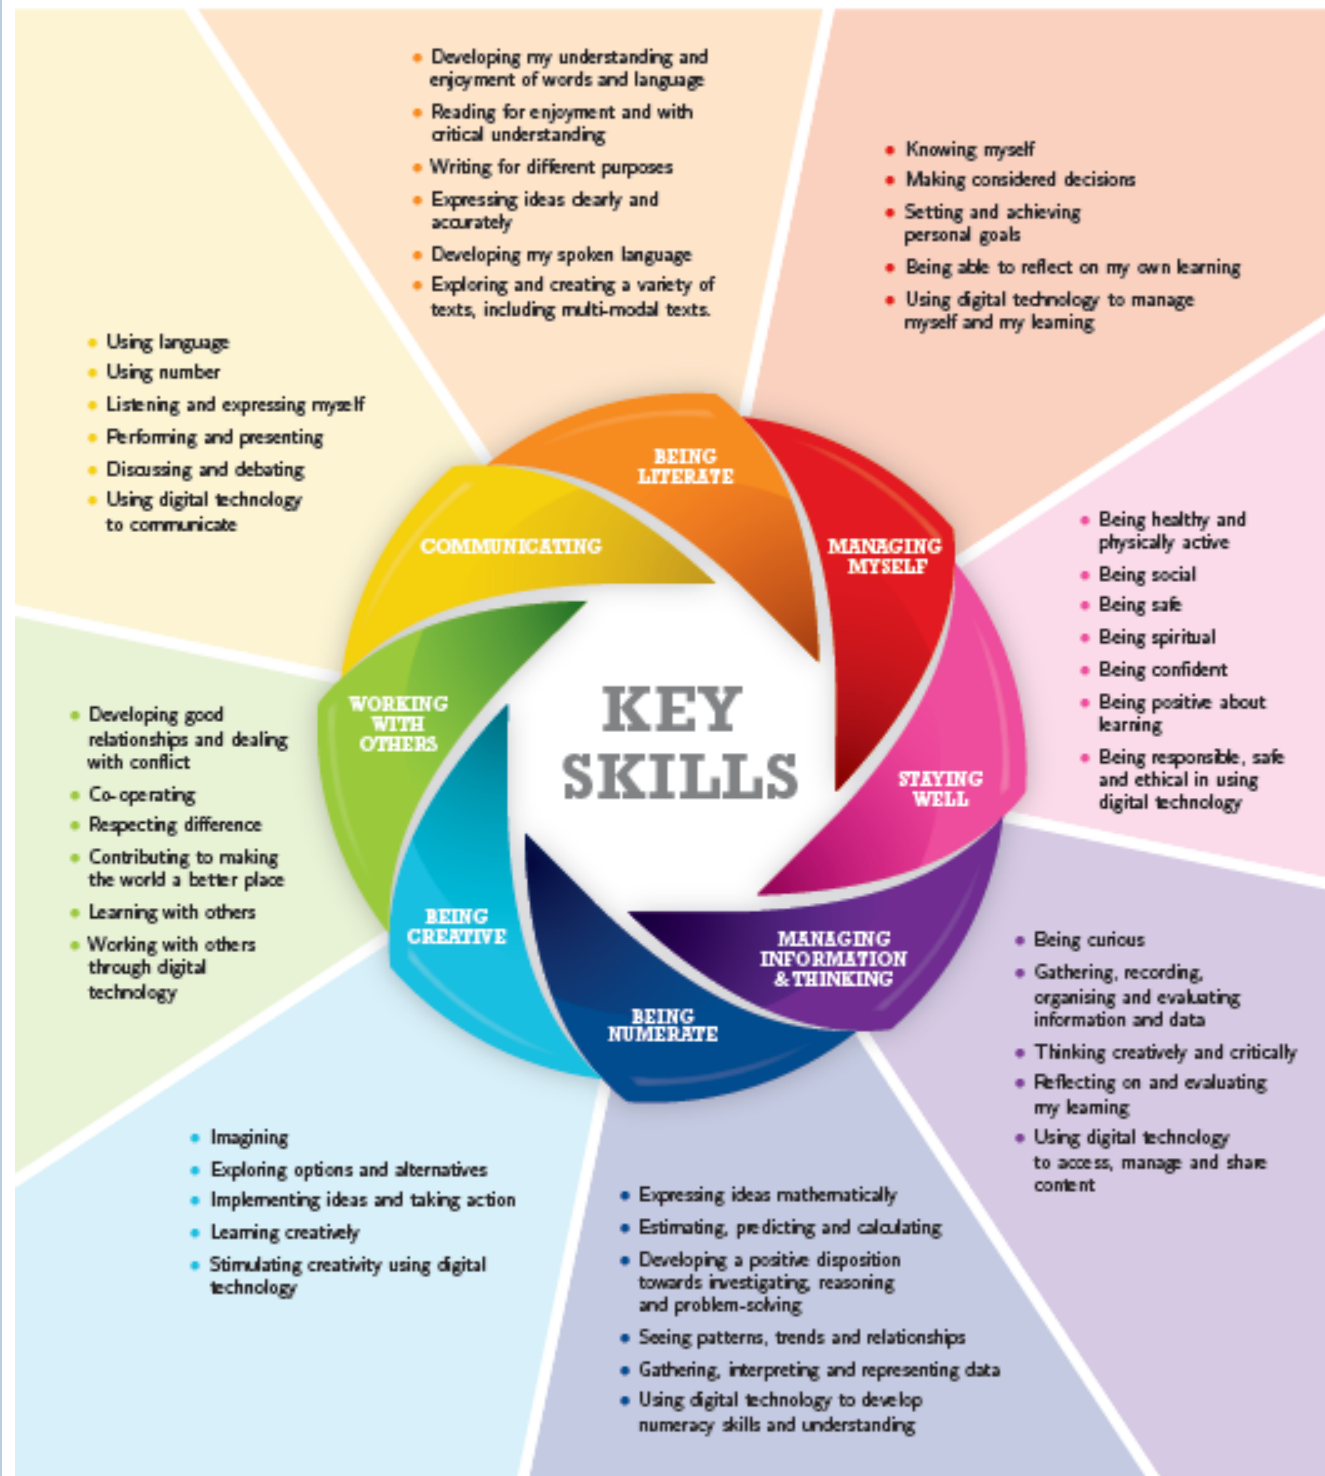 KEY
SKILLS
BEING
LITERATE
• Developing my understanding and
enjoyment of words and language
• Reading for enjoyment and with
critical understanding
• Writing for different purposes
• Expressing ideas clearly and
accurately
• Developing my spoken language
• Exploring and creating a variety of
texts, including multi-modal texts.
MANAGING
MYSELF
• Knowing myself
• Making considered decisions
• Setting and achieving
personal goals
• Being able to reflect on my own learning
• Using digital technology to manage
myself and my learning
STAYING
WELL
• Being healthy and
physically active
• Being social
• Being safe
• Being spiritual
• Being confident
• Being positive about
learning
• Being responsible, safe
and ethical in using
digital technology
MANAGING
INFORMATION
& THINKING
• Being curious
• Gathering, recording,
organising and evaluating
information and data
• Thinking creatively and critically
• Reflecting on and evaluating
my learning
• Using digital technology
to access, manage and share
content
BEING
NUMERATE
• Expressing ideas mathematically
• Estimating, predicting and calculating
• Developing a positive disposition
towards investigating, reasoning
and problem-solving
• Seeing patterns, trends and relationships
• Gathering, interpreting and representing data
• Using digital technology to develop
numeracy skills and understanding
BEING
CREATIVE
• Imagining
• Exploring options and alternatives
• Implementing ideas and taking action
• Learning creatively
• Stimulating creativity using digital
technology
WORKING
WITH
OTHERS
• Developing good
relationships and dealing
with conflict
• Co-operating
• Respecting difference
• Contributing to making
the world a better place
• Learning with others
• Working with others
through digital
technology
COMMUNICATING
• Using language
• Using number
• Listening and expressing myself
• Performing and presenting
• Discussing and debating
• Using digital technology
to communicate